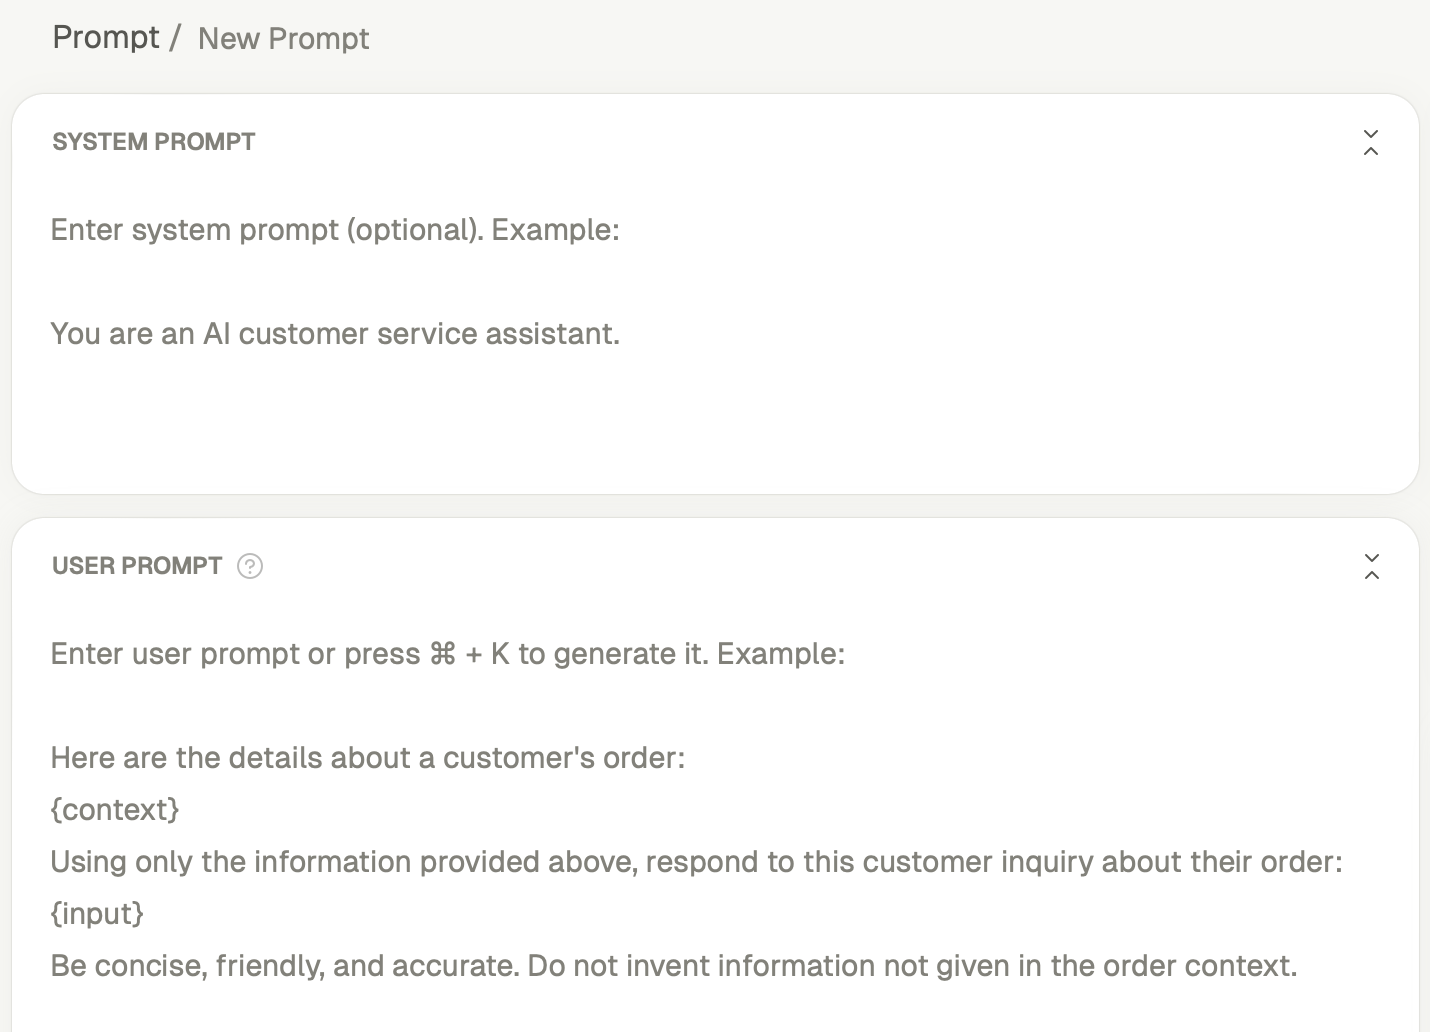 Prompt / New Prompt
SYSTEM PROMPT
Enter system prompt (optional). Example:
You are an AI customer service assistant.
USER PROMPT ?
Enter user prompt or press ⌘ + K to generate it. Example:
Here are the details about a customer's order:
{context}
Using only the information provided above, respond to this customer inquiry about their order:
{input}
Be concise, friendly, and accurate. Do not invent information not given in the order context.